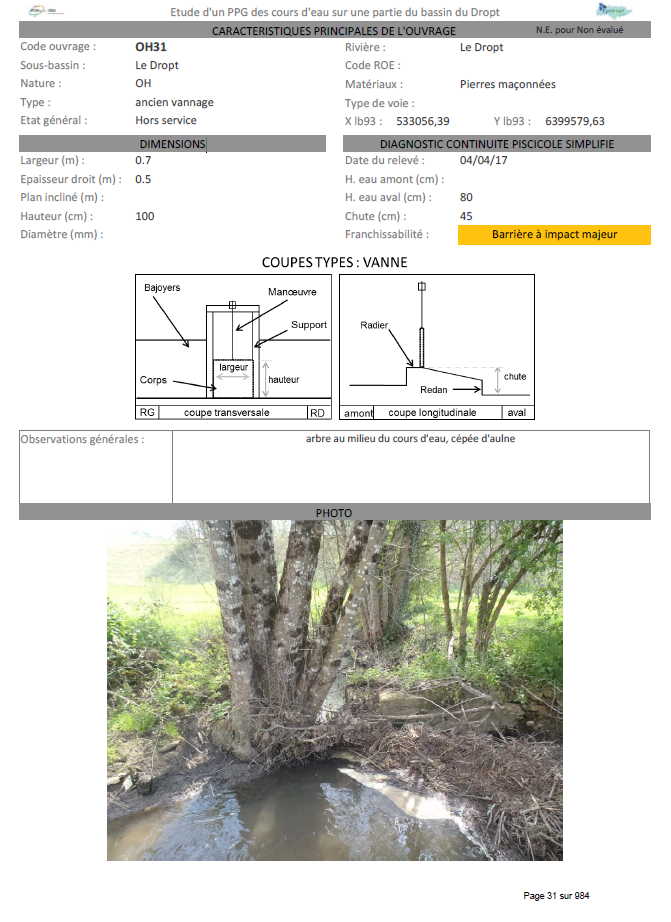 Etude d'un PPG des cours d'eau sur une partie du bassin du Dropt
CARACTERISTIQUES PRINCIPALES DE L'OUVRAGE N.E. pour Non évalué
Code ouvrage : OH31 Rivière : Le Dropt
Sous-bassin : Le Dropt Code ROE :
Nature : OH Matériaux : Pierres maçonnées
Type : ancien vannage Type de voie :
Etat général : Hors service X lb93 : 533056,39 Y lb93 : 6399579,63
DIMENSIONS DIAGNOSTIC CONTINUITE PISCICOLE SIMPLIFIE
Largeur (m) : 0.7 Date du relevé : 04/04/17
Epaisseur droit (m) : 0.5 H. eau amont (cm) :
Plan incliné (m) : H. eau aval (cm) : 80
Hauteur (cm) : 100 Chute (cm) : 45
Diamètre (mm) : Franchissabilité : Barrière à impact majeur
COUPES TYPES : VANNE
Bajoyers Manœuvre
Support Radier
largeur
Corps hauteur Redan chute
RG coupe transversale RD amont coupe longitudinale aval
Observations générales : arbre au milieu du cours d'eau, cépée d'aulne
PHOTO
Page 31 sur 984